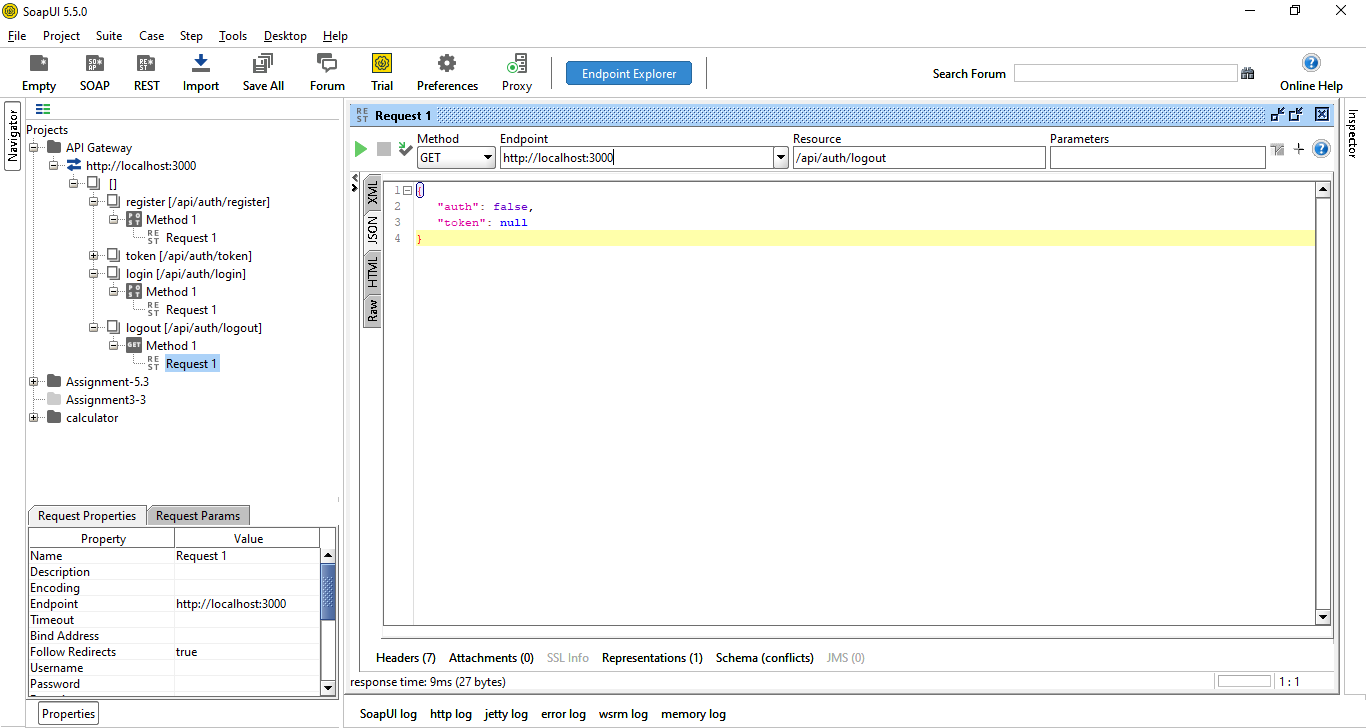 SoapUI 5.5.0
File Project Suite Case Step Tools Desktop Help
Empty SOAP REST Import Save All Forum Trial Preferences Proxy Endpoint Explorer Search Forum Online Help
Navigator
Projects
API Gateway
http://localhost:3000
[]
register [/api/auth/register]
Method 1
Request 1
token [/api/auth/token]
login [/api/auth/login]
Method 1
Request 1
logout [/api/auth/logout]
Method 1
Request 1
Assignment-5.3
Assignment3-3
calculator
Request Properties Request Params
Property Value
Name Request 1
Description
Encoding
Endpoint http://localhost:3000
Timeout
Bind Address
Follow Redirects true
Username
Password
Properties
Request 1
Method Endpoint Resource Parameters
GET http://localhost:3000 /api/auth/logout
XML
JSON
HTML
Raw
1 {
2 "auth": false,
3 "token": null
4 }
Headers (7) Attachments (0) SSL Info Representations (1) Schema (conflicts) JMS (0)
response time: 9ms (27 bytes) 1 : 1
SoapUI log http log jetty log error log wsrm log memory log
Inspector